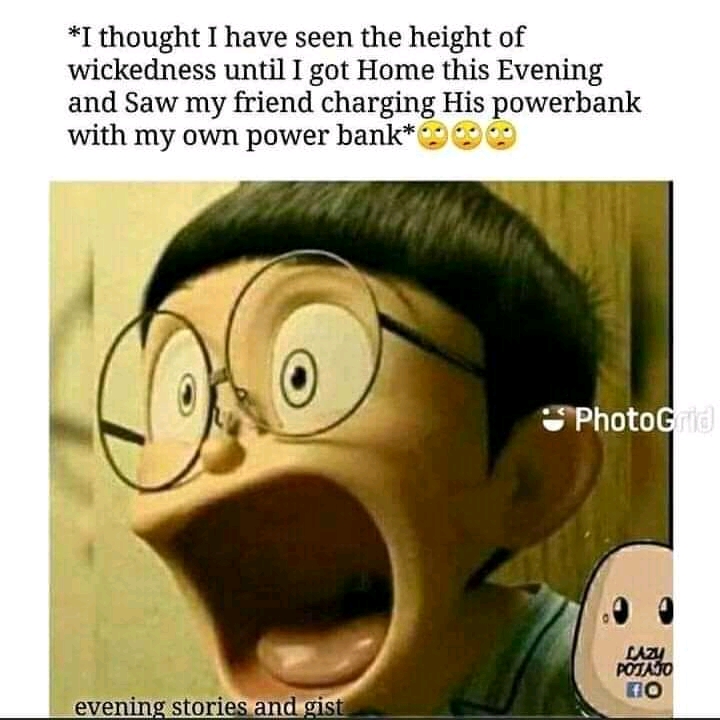 *I thought I have seen the height of
wickedness until I got Home this Evening
and Saw my friend charging His powerbank
with my own power bank*🙄🙄🙄
PhotoGrid
LAZY
POTATO
evening stories and gist